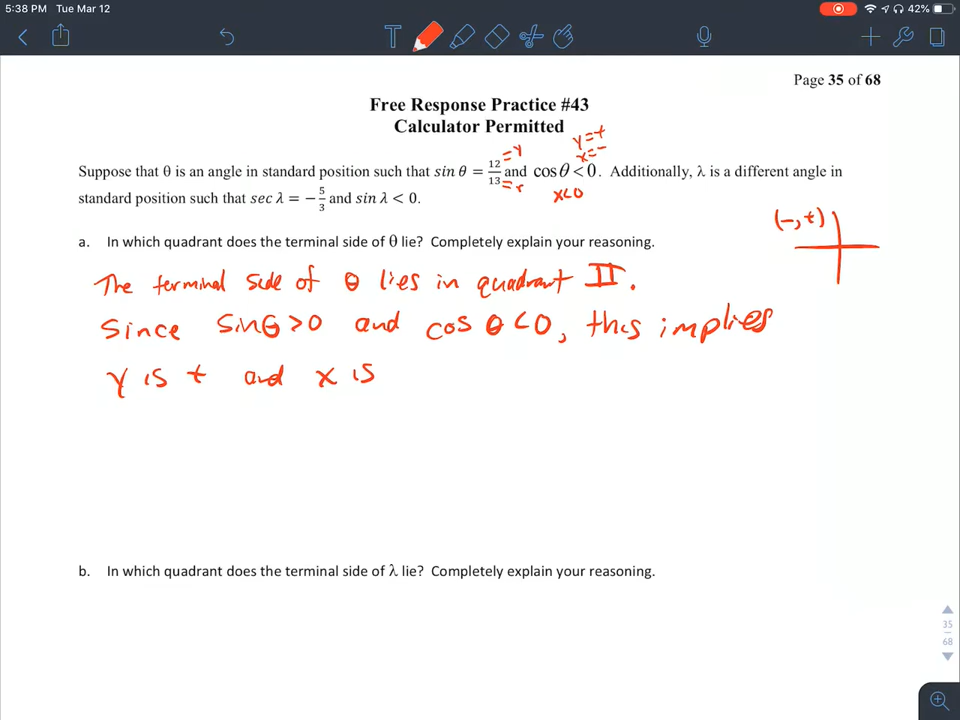 5:38 PM Tue Mar 12
42%
T
Page 35 of 68
Free Response Practice #43
Calculator Permitted
y=+
x=-
=y
Suppose that θ is an angle in standard position such that sin θ = 12/13 and cos θ < 0. Additionally, λ is a different angle in
=r
x<0
standard position such that sec λ = −5/3 and sin λ < 0.
(-,+)
a. In which quadrant does the terminal side of θ lie? Completely explain your reasoning.
The terminal side of θ lies in quadrant II.
Since sinθ>0 and cos θ<0, this implies
y is + and x is
b. In which quadrant does the terminal side of λ lie? Completely explain your reasoning.
35
68